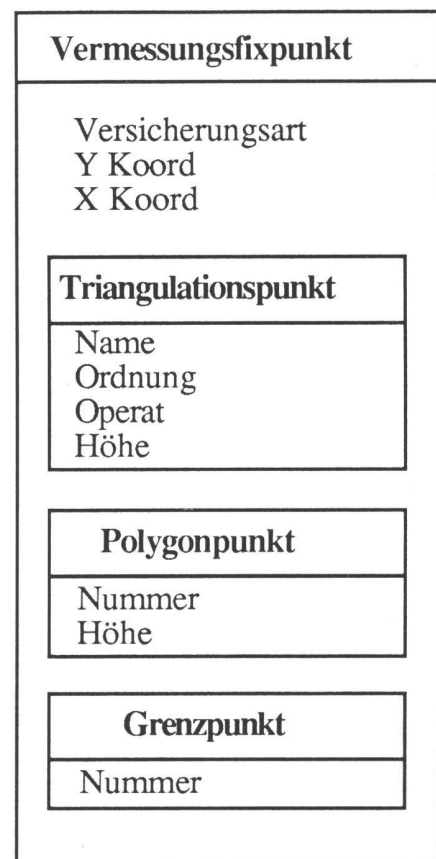 Vermessungsfixpunkt
Versicherungsart
Y Koord
X Koord
Triangulationspunkt
Name
Ordnung
Operat
Höhe
Polygonpunkt
Nummer
Höhe
Grenzpunkt
Nummer